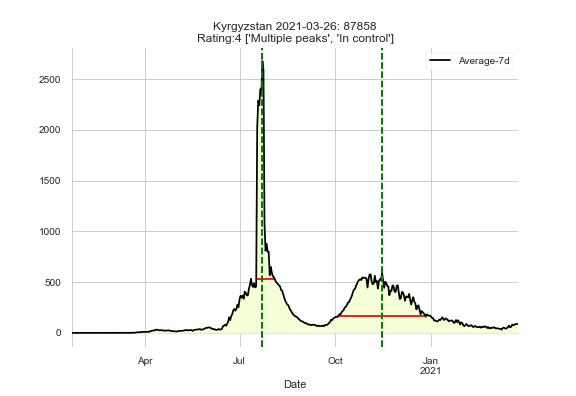 Kyrgyzstan 2021-03-26: 87858
Rating:4 ['Multiple peaks', 'In control']
Average-7d
2500
2000
1500
1000
500
0
Apr
Jul
Oct
Jan
2021
Date